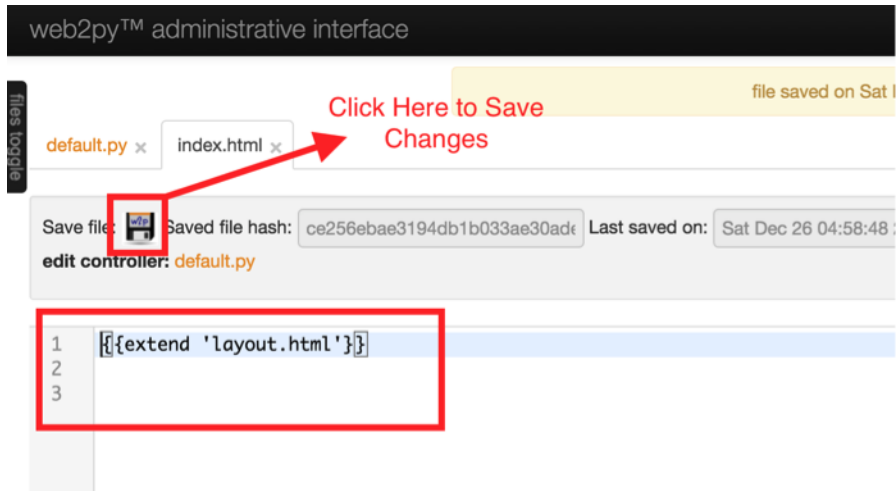 web2py™ administrative interface
file saved on Sat
files toggle
Click Here to Save
Changes
default.py × index.html ×
Save file: w2p Saved file hash: ce256ebae3194db1b033ae30ade Last saved on: Sat Dec 26 04:58:48
edit controller: default.py
1 {{extend 'layout.html'}}
2
3